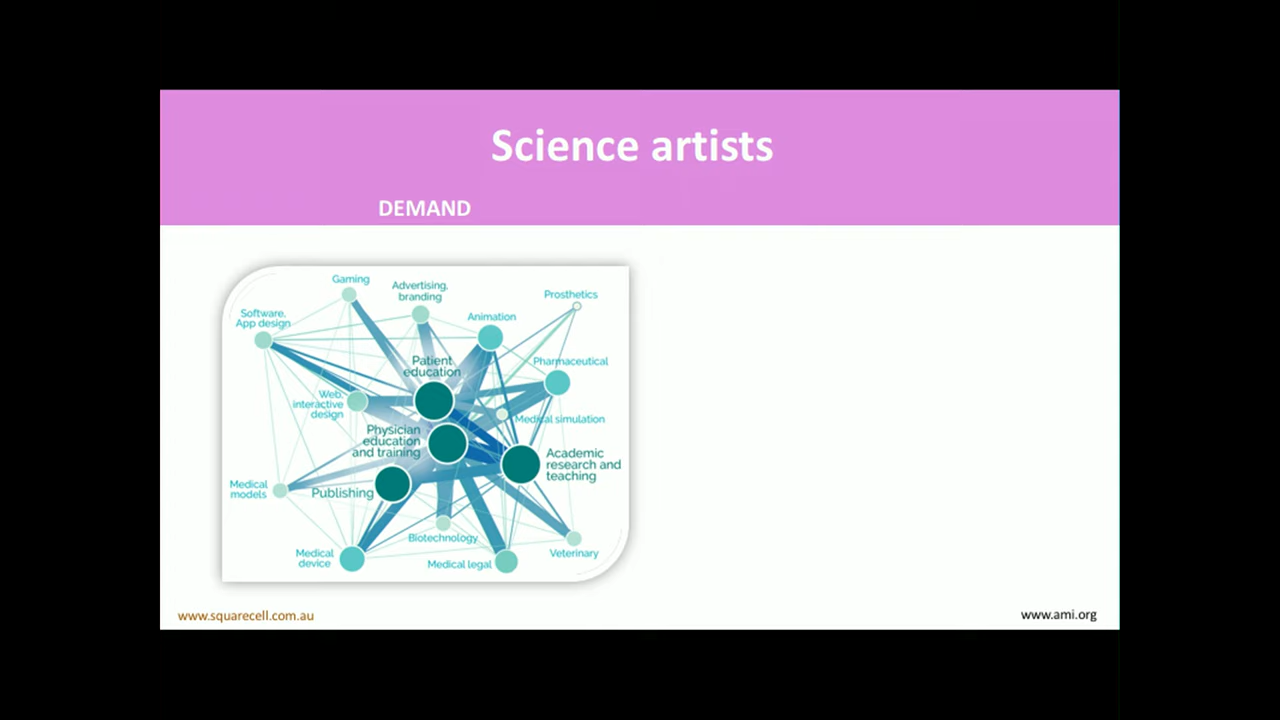 Science artists
DEMAND
Gaming
Advertising,
branding
Prosthetics
Software,
App design
Animation
Patient
education
Pharmaceutical
Web,
interactive
design
Medical simulation
Physician
education
and training
Academic
research and
teaching
Medical
models
Publishing
Biotechnology
Veterinary
Medical
device
Medical legal
www.squarecell.com.au
www.ami.org